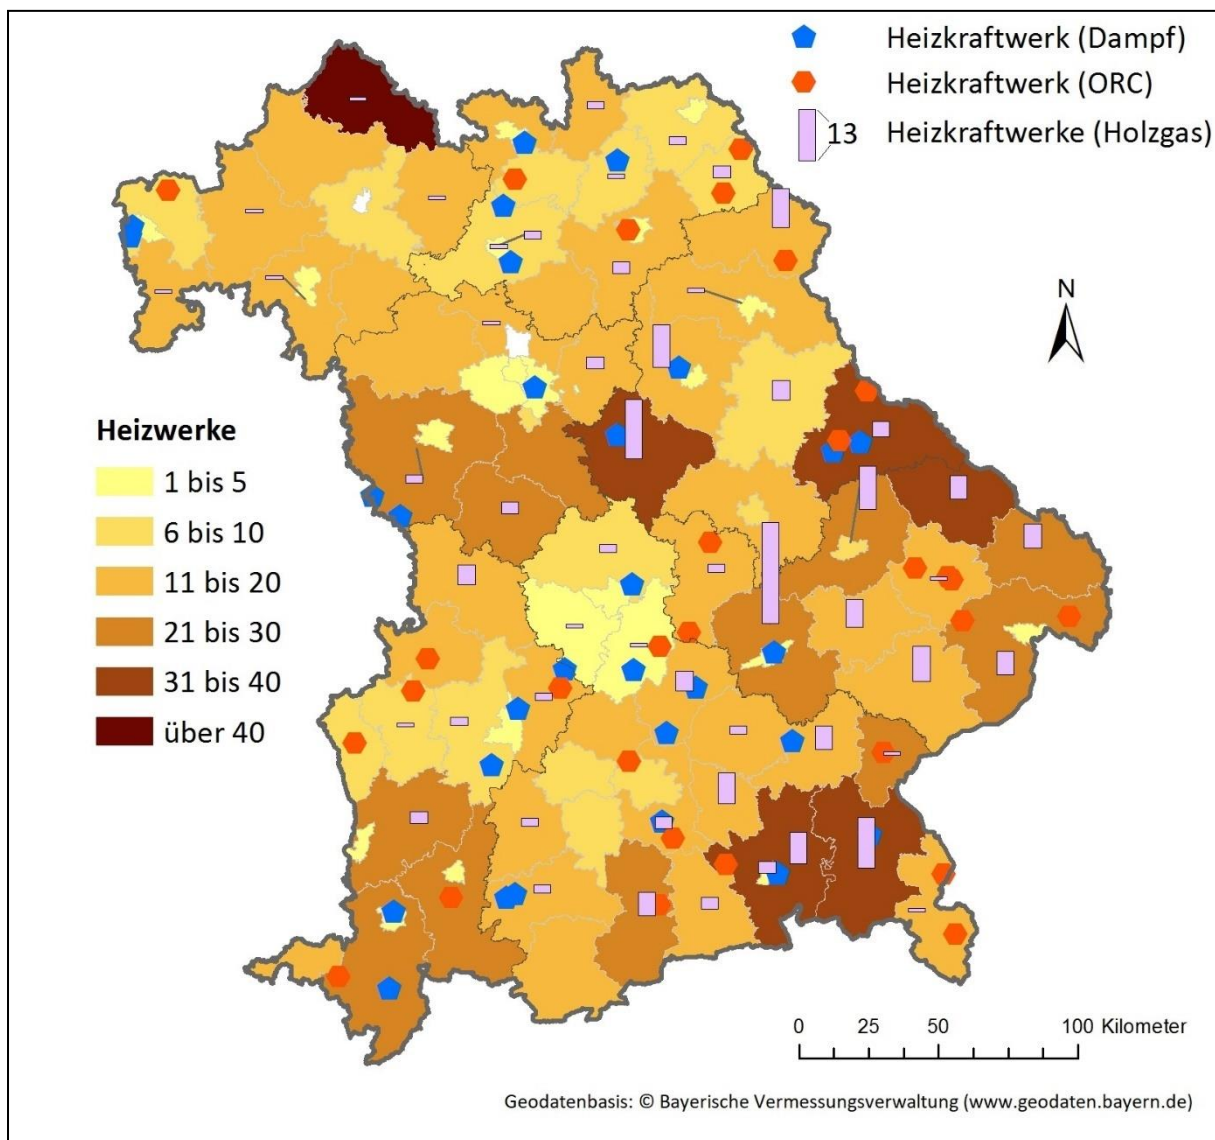 Heizkraftwerk (Dampf)
Heizkraftwerk (ORC)
13 Heizkraftwerke (Holzgas)
N
Heizwerke
1 bis 5
6 bis 10
11 bis 20
21 bis 30
31 bis 40
über 40
0 25 50 100 Kilometer
Geodatenbasis: © Bayerische Vermessungsverwaltung (www.geodaten.bayern.de)